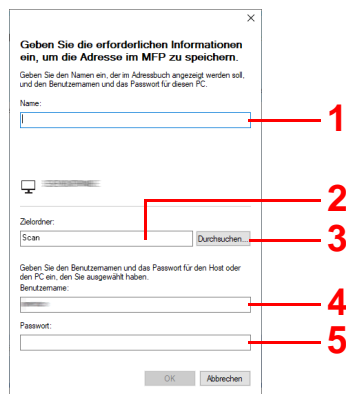 Geben Sie die erforderlichen Informationen
ein, um die Adresse im MFP zu speichern.
Geben Sie den Namen ein, der im Adressbuch angezeigt werden soll,
und den Benutzernamen und das Passwort für diesen PC.
Name:
1
2
Zielordner:
Scan
Durchsuchen...
3
Geben Sie den Benutzernamen und das Passwort für den Host oder
den PC ein, den Sie ausgewählt haben.
Benutzername:
4
Passwort:
5
OK
Abbrechen